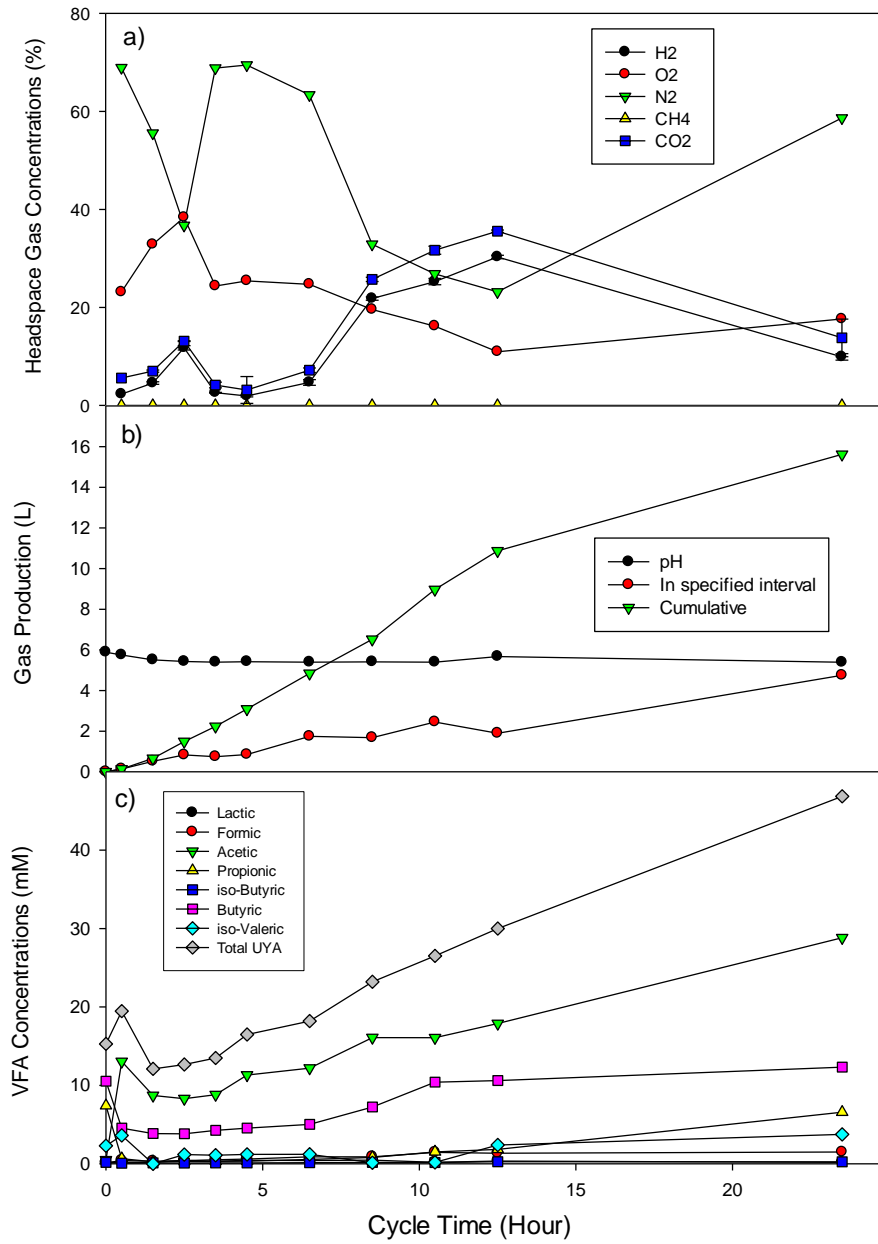 80
60
40
20
0
Headspace Gas Concentrations (%)
a)
H2
O2
N2
CH4
CO2
16
14
12
10
8
6
4
2
0
Gas Production (L)
b)
pH
In specified interval
Cumulative
40
30
20
10
0
VFA Concentrations (mM)
c)
Lactic
Formic
Acetic
Propionic
iso-Butyric
Butyric
iso-Valeric
Total UYA
0 5 10 15 20
Cycle Time (Hour)